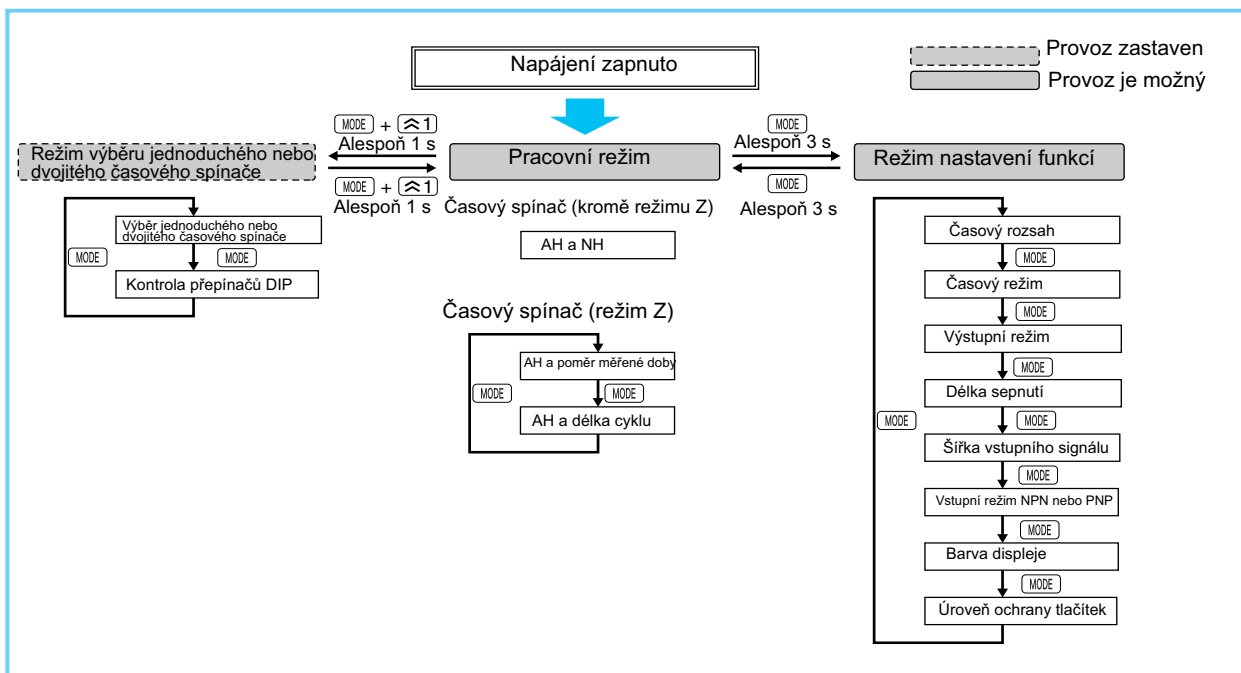 Napájení zapnuto
Provoz zastaven
Provoz je možný
MODE + ⌃1
Alespoň 1 s
MODE
Alespoň 3 s
Režim výběru jednoduchého nebo
dvojitého časového spínače
Pracovní režim
Režim nastavení funkcí
MODE + ⌃1
Alespoň 1 s
MODE
Alespoň 3 s
Výběr jednoduchého nebo
dvojitého časového spínače
MODE
MODE
Kontrola přepínačů DIP
Časový spínač (kromě režimu Z)
AH a NH
Časový spínač (režim Z)
AH a poměr měřené doby
MODE
MODE
AH a délka cyklu
Časový rozsah
MODE
Časový režim
MODE
Výstupní režim
MODE
Délka sepnutí
MODE
MODE
Šířka vstupního signálu
MODE
Vstupní režim NPN nebo PNP
MODE
Barva displeje
MODE
Úroveň ochrany tlačítek